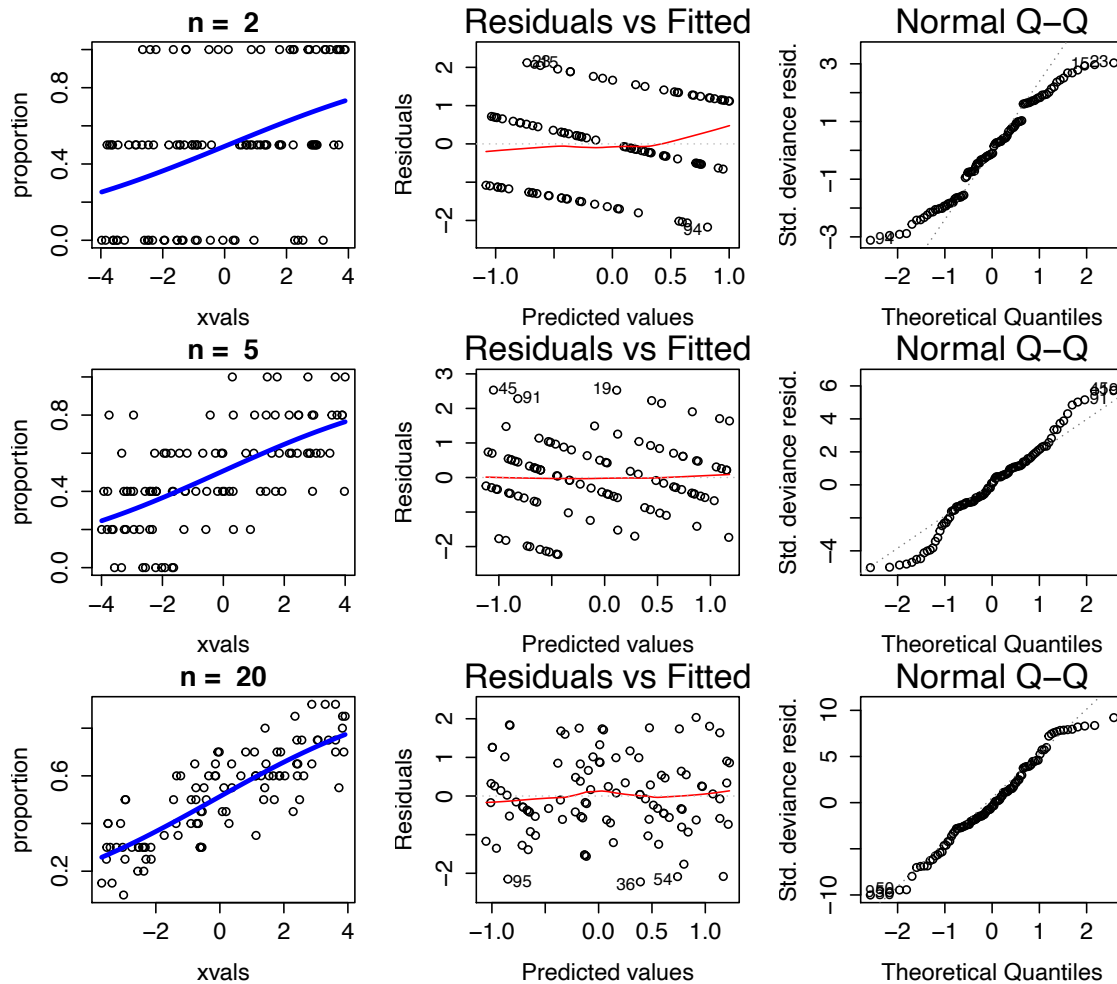 n = 2
proportion
0.0 0.4 0.8
−4 −2 0 2 4
xvals
Residuals vs Fitted
Residuals
−2 0 1 2
94
−1.0 0.0 0.5 1.0
Predicted values
Normal Q−Q
Std. deviance resid.
−3 −1 1 3
94
1523
−2 −1 0 1 2
Theoretical Quantiles
n = 5
proportion
0.0 0.4 0.8
−4 −2 0 2 4
xvals
Residuals vs Fitted
Residuals
−2 0 1 2 3
45
91
19
−1.0 0.0 0.5 1.0
Predicted values
Normal Q−Q
Std. deviance resid.
−4 0 2 4 6
91
−2 −1 0 1 2
Theoretical Quantiles
n = 20
proportion
0.2 0.6
−2 0 2 4
xvals
Residuals vs Fitted
Residuals
−2 0 1 2
95
36
54
−1.0 0.0 0.5 1.0
Predicted values
Normal Q−Q
Std. deviance resid.
−10 0 5 10
−2 −1 0 1 2
Theoretical Quantiles